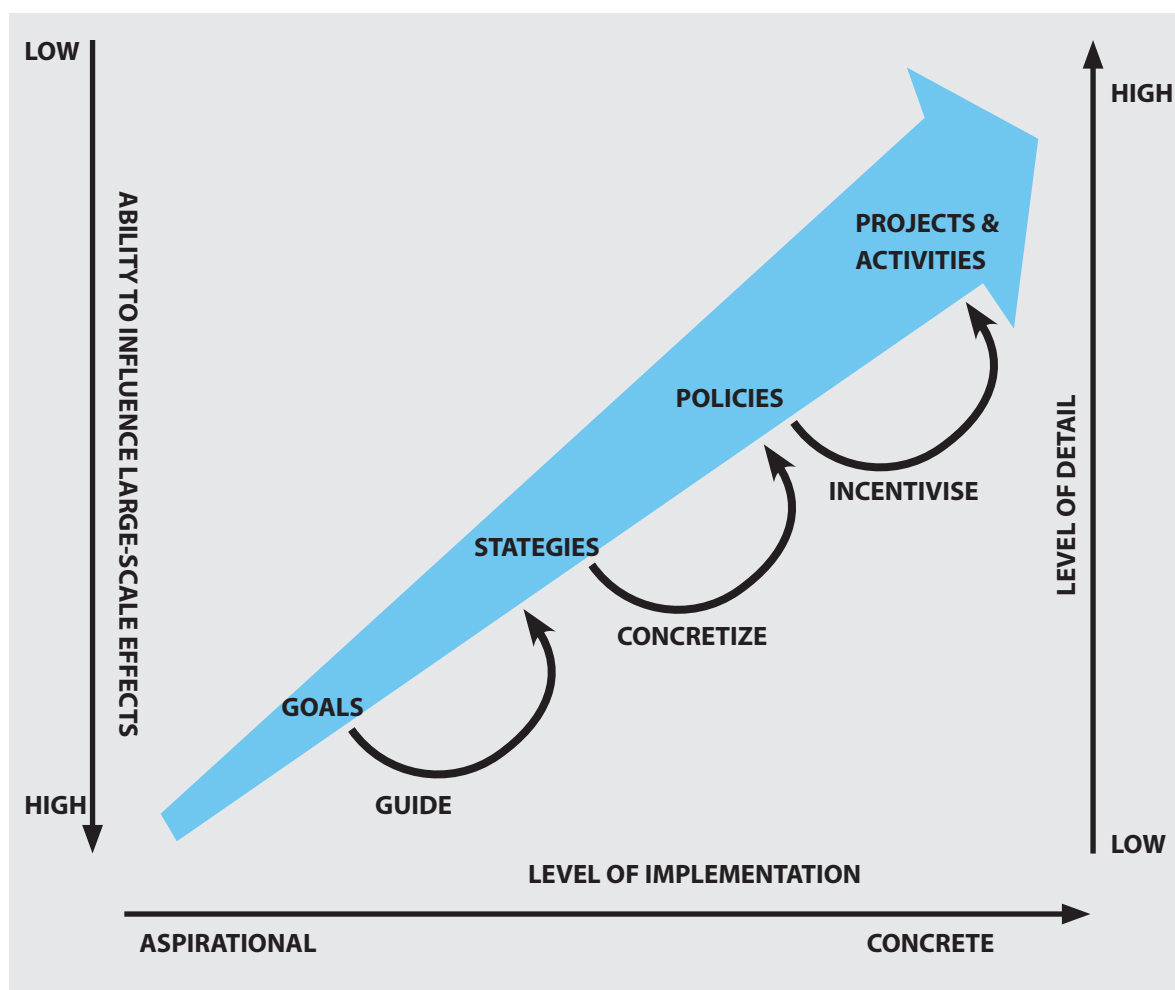 LOW
HIGH
ABILITY TO INFLUENCE LARGE-SCALE EFFECTS
PROJECTS &
ACTIVITIES
POLICIES
LEVEL OF DETAIL
INCENTIVISE
STATEGIES
CONCRETIZE
GOALS
GUIDE
HIGH
LOW
LEVEL OF IMPLEMENTATION
ASPIRATIONAL
CONCRETE